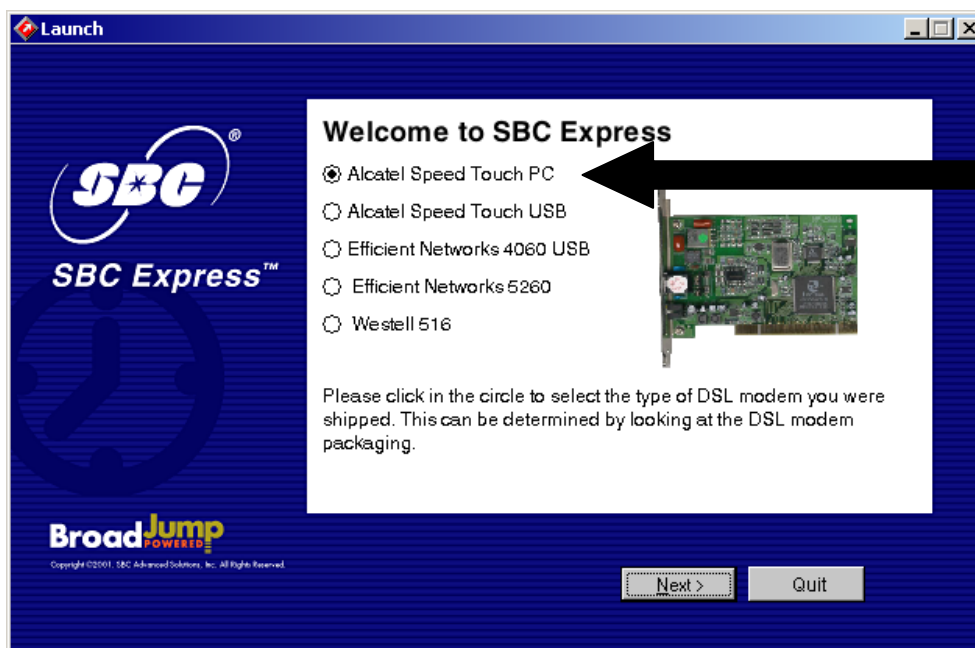 Launch
SBC®
SBC Express™
Welcome to SBC Express
Alcatel Speed Touch PC
Alcatel Speed Touch USB
Efficient Networks 4060 USB
Efficient Networks 5260
Westell 516
Please click in the circle to select the type of DSL modem you were
shipped. This can be determined by looking at the DSL modem
packaging.
BroadJump
POWERED
Copyright ©2001, SBC Advanced Solutions, Inc. All Rights Reserved.
Next >
Quit